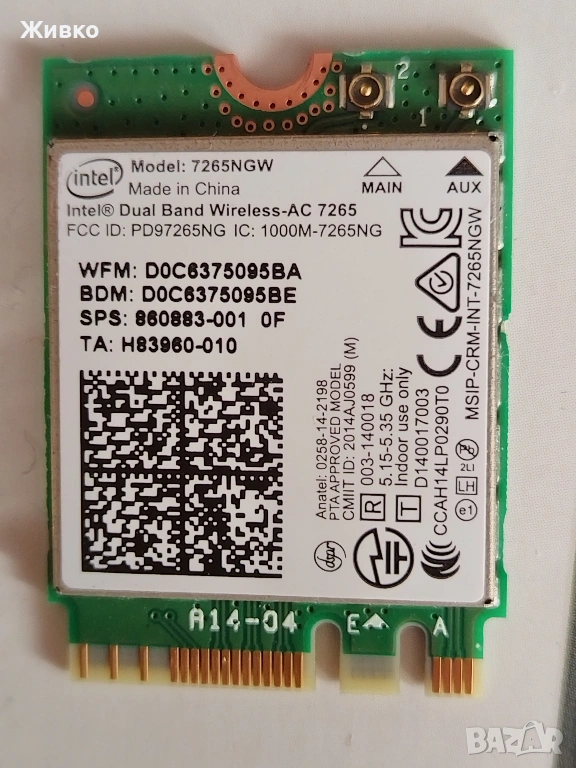 Живко
2
1
intel
Model: 7265NGW
Made in China
MAIN
AUX
Intel® Dual Band Wireless-AC 7265
FCC ID: PD97265NG IC: 1000M-7265NG
WFM: D0C6375095BA
BDM: D0C6375095BE
SPS: 860883-001 0F
TA: H83960-010
Anatel: 0258-14-2198
PTA APPROVED MODEL
CMIIT ID: 2014AJ0599 (M)
R 003-140018
5.15-5.35 GHz:
Indoor use only
T D140017003
CCAH14LP0290T0
MSIP-CRM-INT-7265NGW
CE
A14-04
E
A
BAZAR